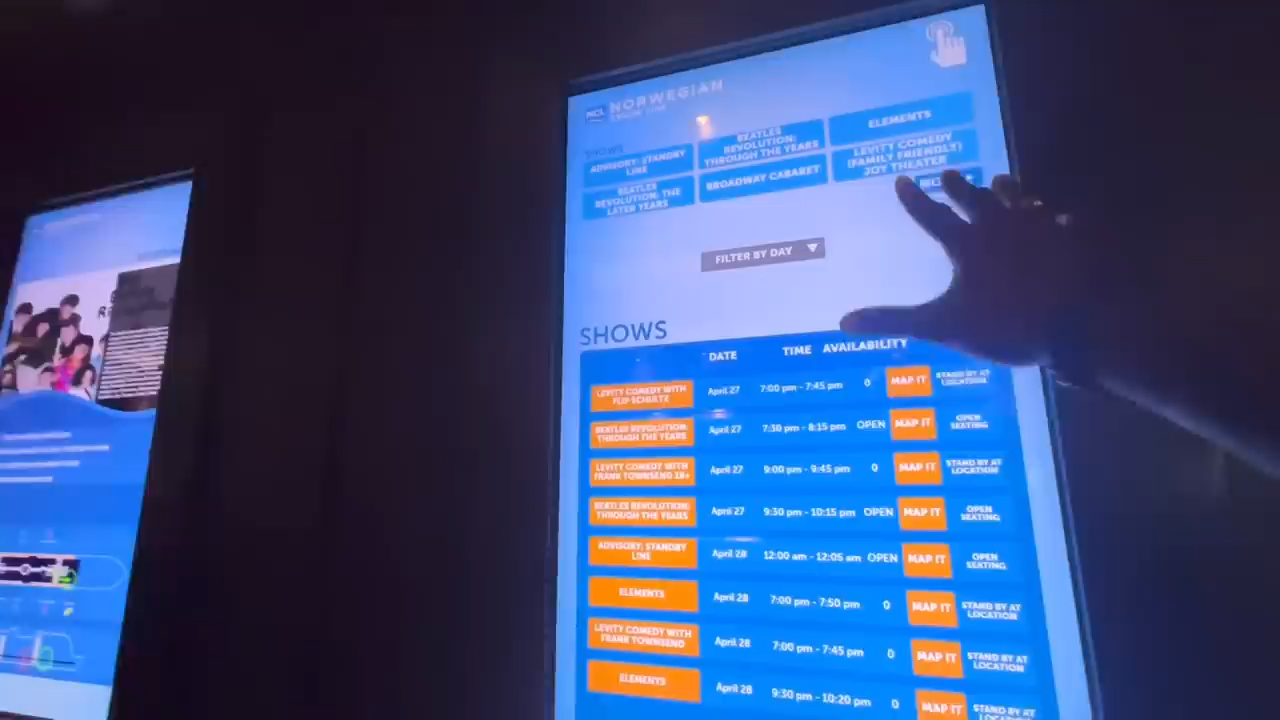 NCL NORWEGIAN
CRUISE LINE
SHOWS
ADVISORY: STANDBY
LINE
BEATLES
REVOLUTION:
THROUGH THE YEARS
ELEMENTS
BEATLES
REVOLUTION: THE
LATER YEARS
BROADWAY CABARET
LEVITY COMEDY
(FAMILY FRIENDLY)
JOY THEATER
FILTER BY DAY
SHOWS
DATE TIME AVAILABILITY
LEVITY COMEDY WITH
FLIP SCHULTZ
April 27 7:00 pm - 7:45 pm 0 MAP IT STAND BY AT
LOCATION
BEATLES REVOLUTION:
THROUGH THE YEARS
April 27 7:30 pm - 8:15 pm OPEN MAP IT OPEN
SEATING
LEVITY COMEDY WITH
FRANK TOWNSEND 18+
April 27 9:00 pm - 9:45 pm 0 MAP IT STAND BY AT
LOCATION
BEATLES REVOLUTION:
THROUGH THE YEARS
April 27 9:30 pm - 10:15 pm OPEN MAP IT OPEN
SEATING
ADVISORY: STANDBY
LINE
April 28 12:00 am - 12:05 am OPEN MAP IT OPEN
SEATING
ELEMENTS April 28 7:00 pm - 7:50 pm 0 MAP IT STAND BY AT
LOCATION
LEVITY COMEDY WITH
FRANK TOWNSEND
April 28 7:00 pm - 7:45 pm 0 MAP IT STAND BY AT
LOCATION
ELEMENTS April 28 9:30 pm - 10:20 pm 0 MAP IT STAND BY AT
LOCATION